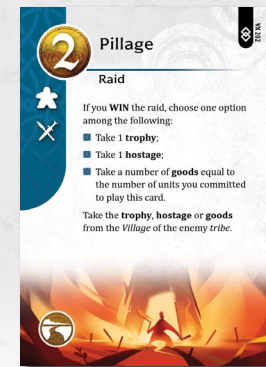 2
Pillage
VK 202
Raid
If you WIN the raid, choose one option
among the following:
Take 1 trophy;
Take 1 hostage;
Take a number of goods equal to
the number of units you committed
to play this card.
Take the trophy, hostage or goods
from the Village of the enemy tribe.